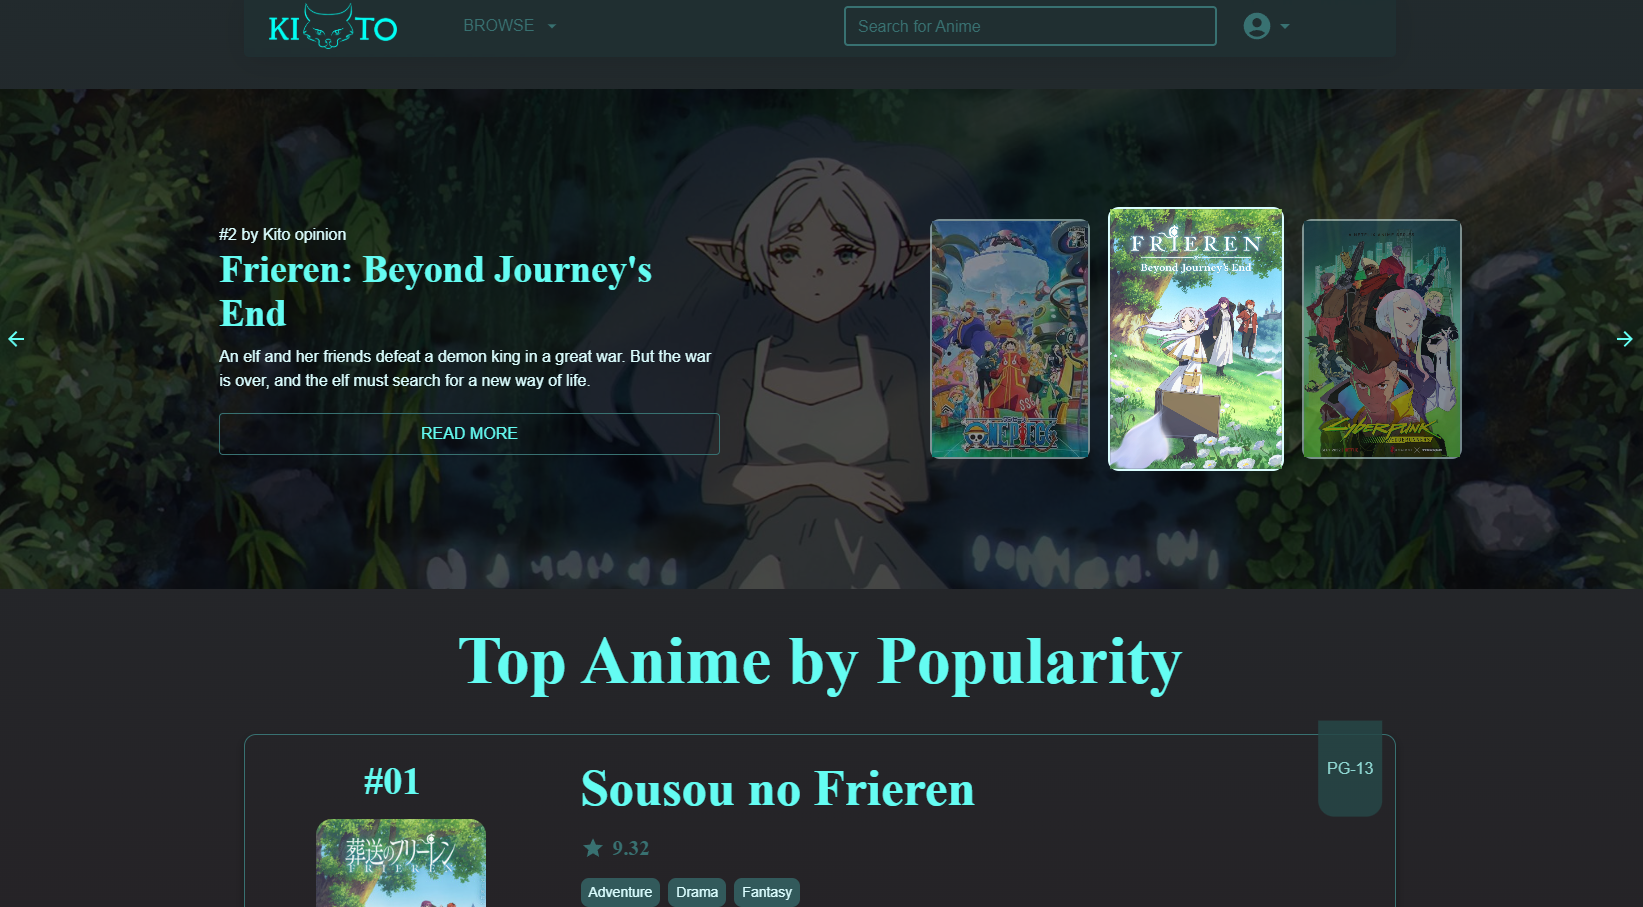 KITO
BROWSE
Search for Anime
#2 by Kito opinion
Frieren: Beyond Journey's
End
An elf and her friends defeat a demon king in a great war. But the war
is over, and the elf must search for a new way of life.
READ MORE
ONE PIECE
FRIEREN
Beyond Journey's End
Cyberpunk
Top Anime by Popularity
#01
葬送のフリーレン
FRIEREN
Sousou no Frieren
9.32
Adventure Drama Fantasy
PG-13